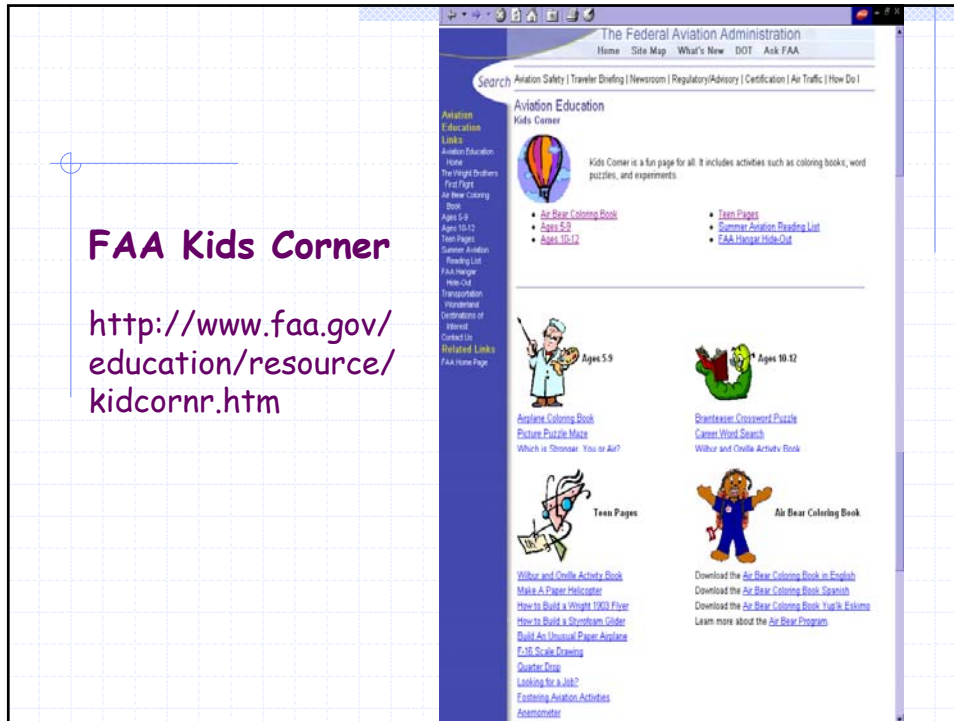 FAA Kids Corner
http://www.faa.gov/
education/resource/
kidcornr.htm
The Federal Aviation Administration
Home Site Map What's New DOT Ask FAA
Search
Aviation Safety | Traveler Briefing | Newsroom | Regulatory/Advisory | Certification | Air Traffic | How Do I
Aviation
Education
Links
Aviation Education
Home
The Wright Brothers
First Flight
Air Bear Coloring
Book
Ages 5-9
Ages 10-12
Teen Pages
Summer Aviation
Reading List
FAA Hangar
Hide-Out
Transportation
Wonderland
Destinations of
Interest
Contact Us
Related Links
FAA Home Page
Aviation Education
Kids Corner
Kids Corner is a fun page for all. It includes activities such as coloring books, word
puzzles, and experiments.
Air Bear Coloring Book
Ages 5-9
Ages 10-12
Teen Pages
Summer Aviation Reading List
FAA Hangar Hide-Out
Ages 5-9
Airplane Coloring Book
Picture Puzzle Maze
Which is Stronger, You or Air?
Ages 10-12
Brainteaser Crossword Puzzle
Career Word Search
Wilbur and Orville Activity Book
Teen Pages
Wilbur and Orville Activity Book
Make A Paper Helicopter
How to Build a Wright 1903 Flyer
How to Build a Styrofoam Glider
Build An Unusual Paper Airplane
F-16 Scale Drawing
Quarter Drop
Looking for a Job?
Fostering Aviation Activities
Anemometer
Air Bear Coloring Book
Download the Air Bear Coloring Book in English
Download the Air Bear Coloring Book Spanish
Download the Air Bear Coloring Book Yup'ik Eskimo
Learn more about the Air Bear Program.